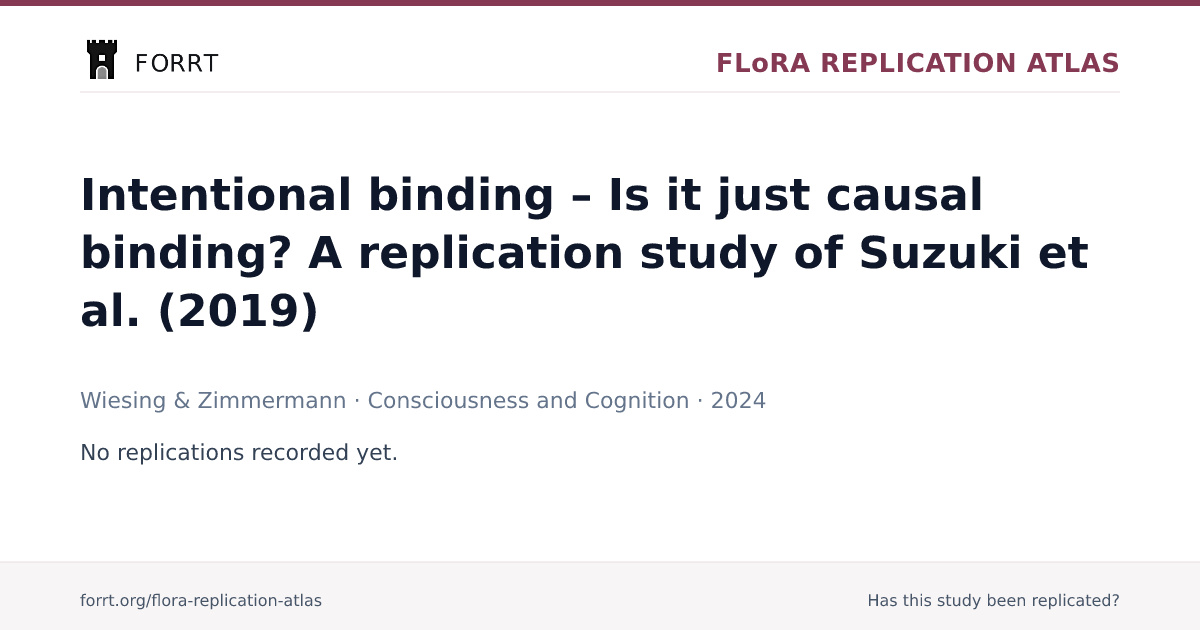 FORRT
FLoRA REPLICATION ATLAS
Intentional binding – Is it just causal
binding? A replication study of Suzuki et
al. (2019)
Wiesing & Zimmermann · Consciousness and Cognition · 2024
No replications recorded yet.
forrt.org/flora-replication-atlas
Has this study been replicated?